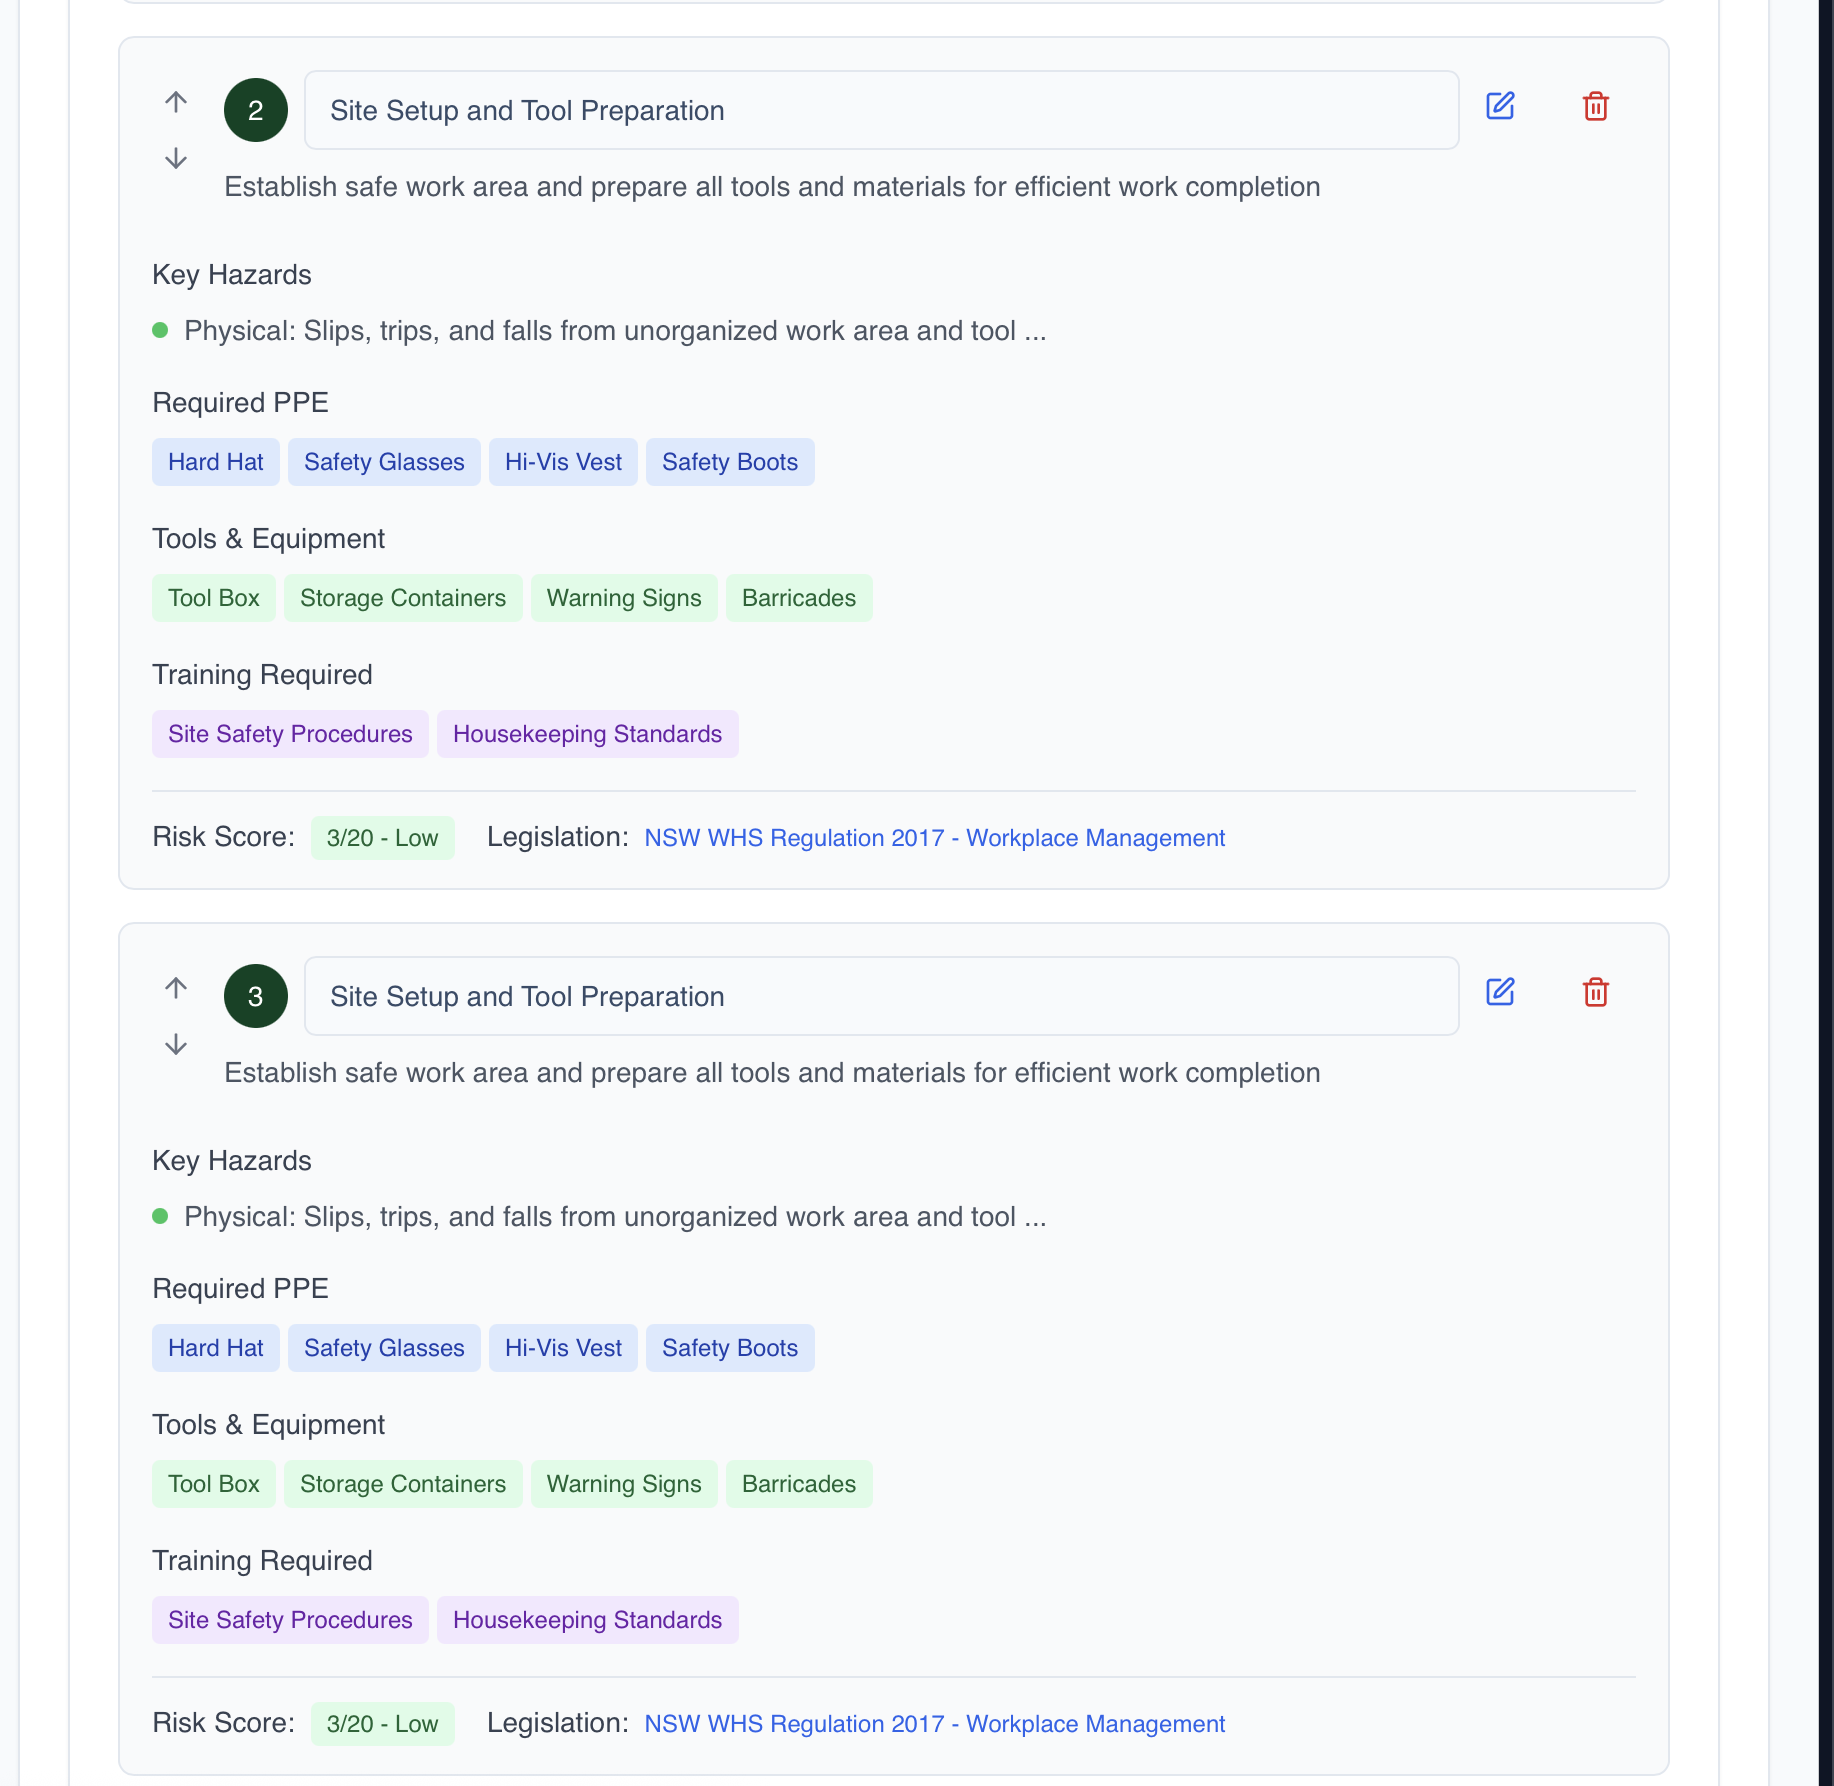 2
Site Setup and Tool Preparation
Establish safe work area and prepare all tools and materials for efficient work completion
Key Hazards
Physical: Slips, trips, and falls from unorganized work area and tool ...
Required PPE
Hard Hat Safety Glasses Hi-Vis Vest Safety Boots
Tools & Equipment
Tool Box Storage Containers Warning Signs Barricades
Training Required
Site Safety Procedures Housekeeping Standards
Risk Score: 3/20 - Low Legislation: NSW WHS Regulation 2017 - Workplace Management
3
Site Setup and Tool Preparation
Establish safe work area and prepare all tools and materials for efficient work completion
Key Hazards
Physical: Slips, trips, and falls from unorganized work area and tool ...
Required PPE
Hard Hat Safety Glasses Hi-Vis Vest Safety Boots
Tools & Equipment
Tool Box Storage Containers Warning Signs Barricades
Training Required
Site Safety Procedures Housekeeping Standards
Risk Score: 3/20 - Low Legislation: NSW WHS Regulation 2017 - Workplace Management